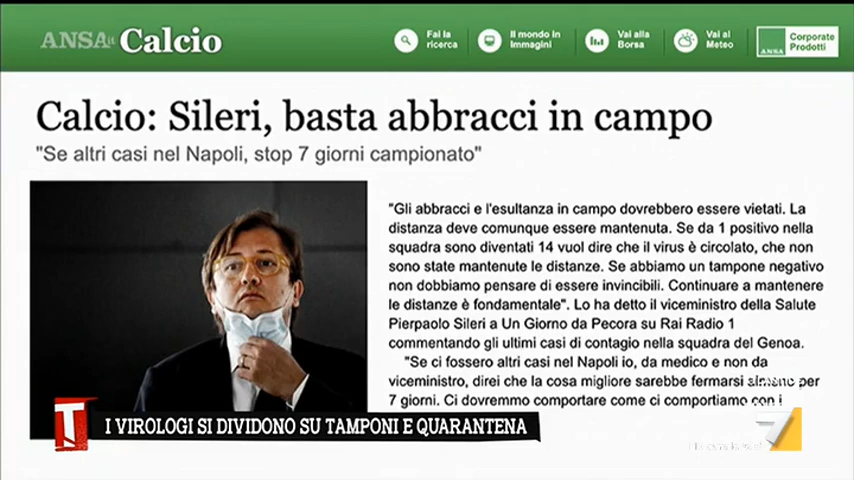 ANSA.it Calcio
Fai la
ricerca
Il mondo in
Immagini
Vai alla
Borsa
Vai al
Meteo
ANSA
Corporate
Prodotti
Calcio: Sileri, basta abbracci in campo
"Se altri casi nel Napoli, stop 7 giorni campionato"
"Gli abbracci e l'esultanza in campo dovrebbero essere vietati. La
distanza deve comunque essere mantenuta. Se da 1 positivo nella
squadra sono diventati 14 vuol dire che il virus è circolato, che non
sono state mantenute le distanze. Se abbiamo un tampone negativo
non dobbiamo pensare di essere invincibili. Continuare a mantenere
le distanze è fondamentale". Lo ha detto il viceministro della Salute
Pierpaolo Sileri a Un Giorno da Pecora su Rai Radio 1
commentando gli ultimi casi di contagio nella squadra del Genoa.
"Se ci fossero altri casi nel Napoli io, da medico e non da
viceministro, direi che la cosa migliore sarebbe fermarsi almeno per
7 giorni. Ci dovremmo comportare come ci comportiamo con i
T
I VIROLOGI SI DIVIDONO SU TAMPONI E QUARANTENA
7